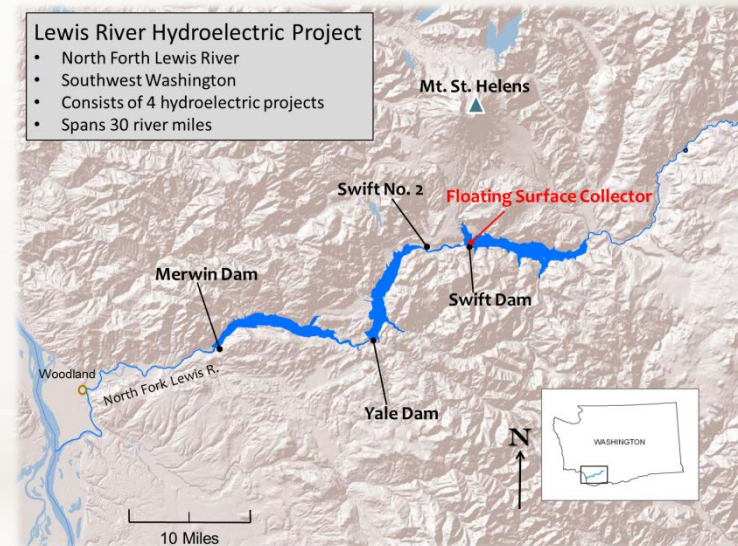 Lewis River Hydroelectric Project
• North Forth Lewis River
• Southwest Washington
• Consists of 4 hydroelectric projects
• Spans 30 river miles
Mt. St. Helens
Swift No. 2
Floating Surface Collector
Merwin Dam
Swift Dam
Woodland
North Fork Lewis R.
Yale Dam
N
WASHINGTON
10 Miles